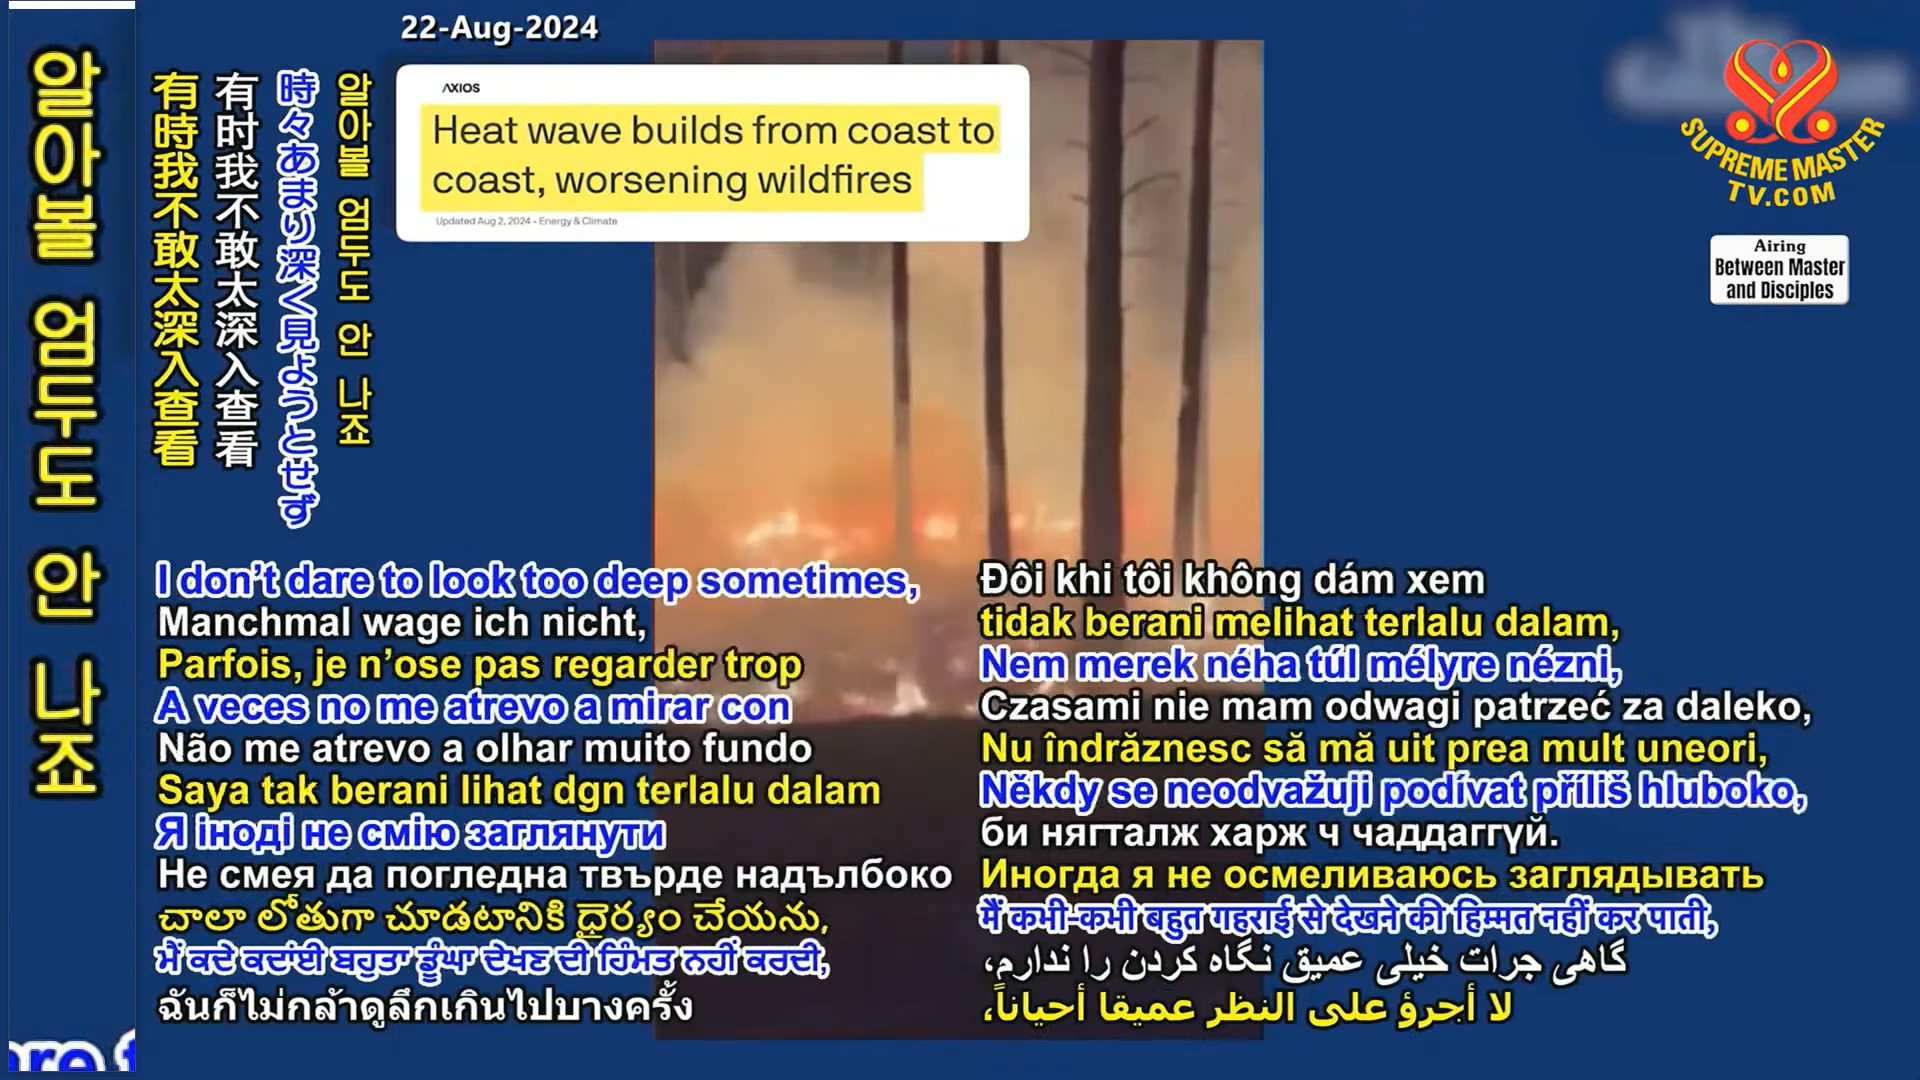 22-Aug-2024
AXIOS
Heat wave builds from coast to
coast, worsening wildfires
Updated Aug 2, 2024 - Energy & Climate
SUPREME MASTER
TV.COM
Airing
Between Master
and Disciples
알아볼 엄두도 안 나죠
有時我不敢太深入查看
有时我不敢太深入查看
時々あまり深く見ようとせず
알아볼 엄두도 안 나죠
I don't dare to look too deep sometimes,
Manchmal wage ich nicht,
Parfois, je n'ose pas regarder trop
A veces no me atrevo a mirar con
Não me atrevo a olhar muito fundo
Saya tak berani lihat dgn terlalu dalam
Я іноді не смію заглянути
Не смея да погледна твърде надълбоко
చాలా లోతుగా చూడటానికి ధైర్యం చేయను,
ਮੈਂ ਕਦੇ ਕਦਾਂਈ ਬਹੁਤਾ ਡੂੰਘਾ ਦੇਖਣ ਦੀ ਹਿੰਮਤ ਨਹੀਂ ਕਰਦੀ,
ฉันก็ไม่กล้าดูลึกเกินไปบางครั้ง
Đôi khi tôi không dám xem
tidak berani melihat terlalu dalam,
Nem merek néha túl mélyre nézni,
Czasami nie mam odwagi patrzeć za daleko,
Nu îndrăznesc să mă uit prea mult uneori,
Někdy se neodvažuji podívat příliš hluboko,
би нягталж харж ч чаддаггүй.
Иногда я не осмеливаюсь заглядывать
मैं कभी-कभी बहुत गहराई से देखने की हिम्मत नहीं कर पाती,
گاهی جرات خیلی عمیق نگاه کردن را ندارم،
لا أجرؤ على النظر عميقا أحياناً،